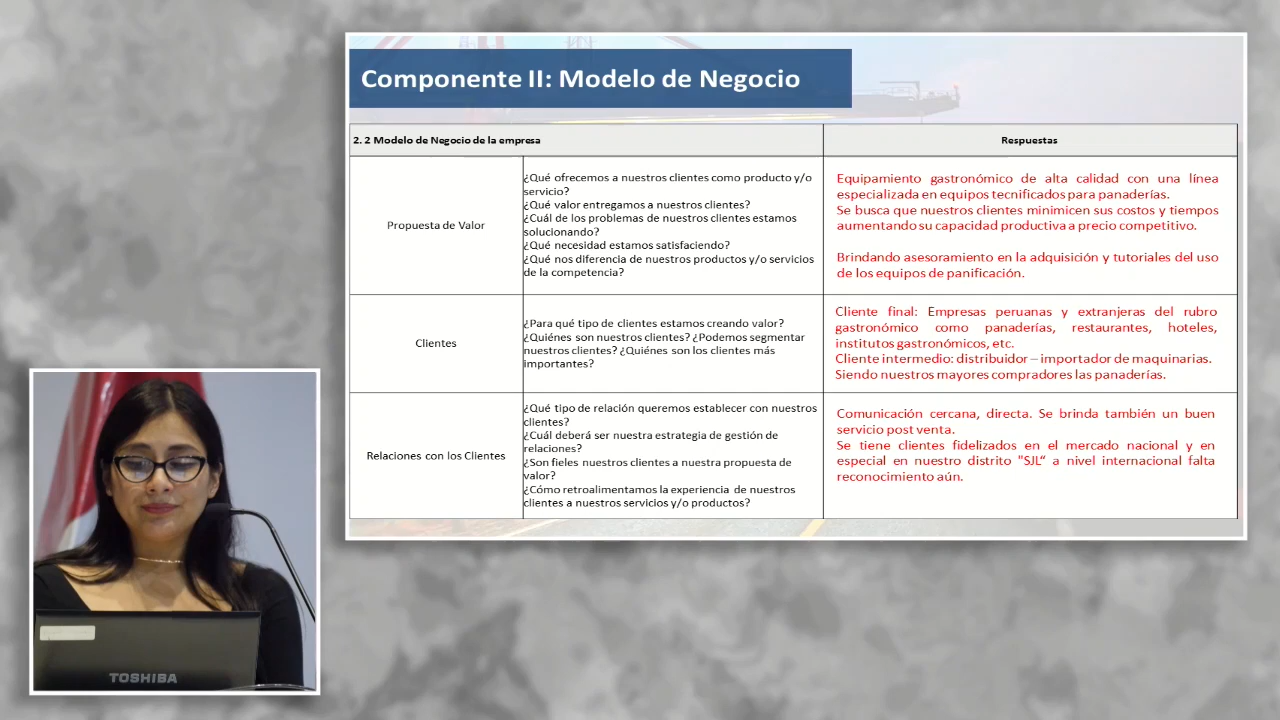 Componente II: Modelo de Negocio
2. 2 Modelo de Negocio de la empresa
Respuestas
Propuesta de Valor
¿Qué ofrecemos a nuestros clientes como producto y/o
servicio?
¿Qué valor entregamos a nuestros clientes?
¿Cuál de los problemas de nuestros clientes estamos
solucionando?
¿Qué necesidad estamos satisfaciendo?
¿Qué nos diferencia de nuestros productos y/o servicios
de la competencia?
Equipamiento gastronómico de alta calidad con una línea
especializada en equipos tecnificados para panaderías.
Se busca que nuestros clientes minimicen sus costos y tiempos
aumentando su capacidad productiva a precio competitivo.
Brindando asesoramiento en la adquisición y tutoriales del uso
de los equipos de panificación.
Clientes
¿Para qué tipo de clientes estamos creando valor?
¿Quiénes son nuestros clientes? ¿Podemos segmentar
nuestros clientes? ¿Quiénes son los clientes más
importantes?
Cliente final: Empresas peruanas y extranjeras del rubro
gastronómico como panaderías, restaurantes, hoteles,
institutos gastronómicos, etc.
Cliente intermedio: distribuidor – importador de maquinarias.
Siendo nuestros mayores compradores las panaderías.
Relaciones con los Clientes
¿Qué tipo de relación queremos establecer con nuestros
clientes?
¿Cuál deberá ser nuestra estrategia de gestión de
relaciones?
¿Son fieles nuestros clientes a nuestra propuesta de
valor?
¿Cómo retroalimentamos la experiencia de nuestros
clientes a nuestros servicios y/o productos?
Comunicación cercana, directa. Se brinda también un buen
servicio post venta.
Se tiene clientes fidelizados en el mercado nacional y en
especial en nuestro distrito "SJL“ a nivel internacional falta
reconocimiento aún.
TOSHIBA